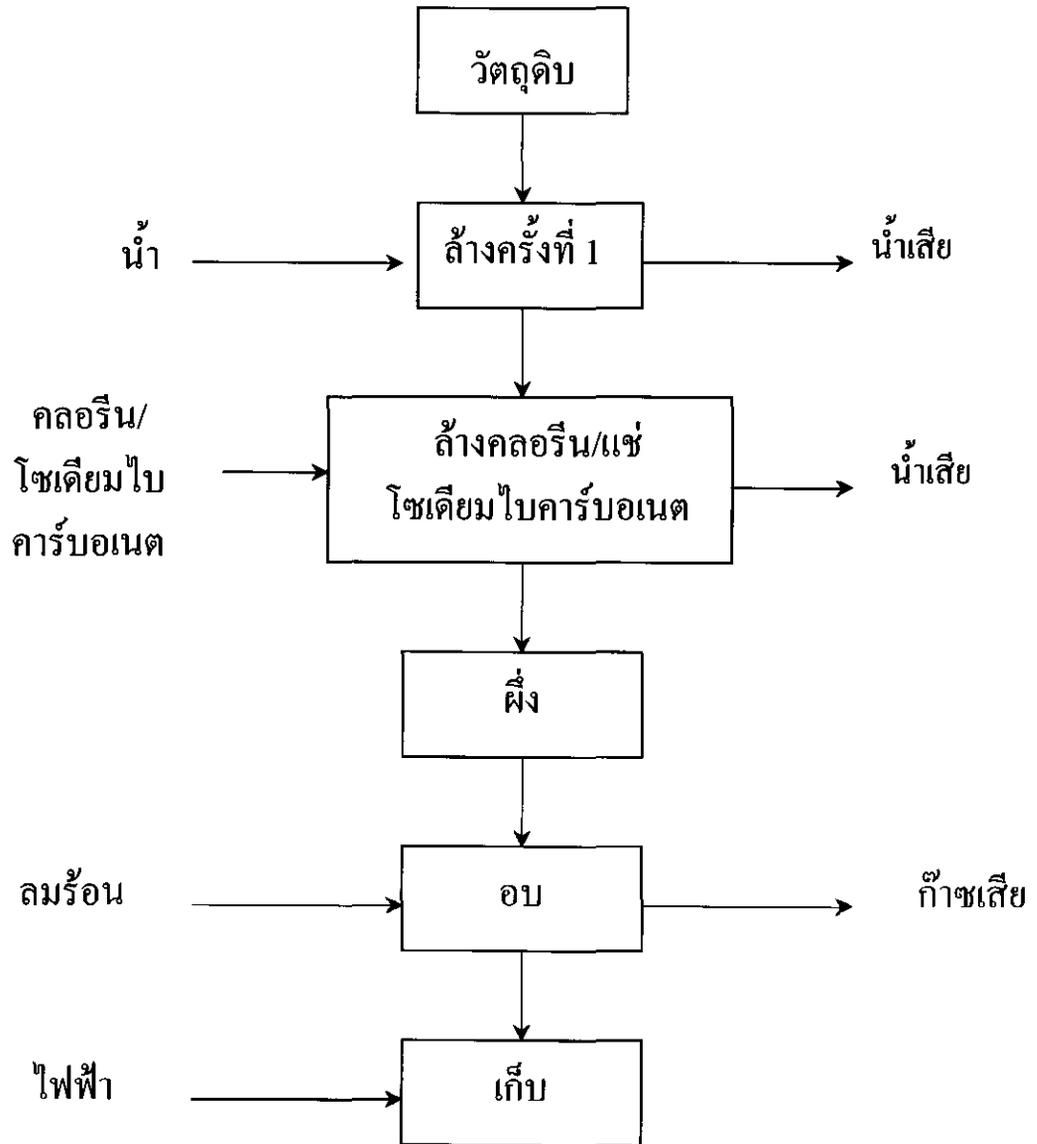 วัตถุดิบ
น้ำ
ล้างครั้งที่ 1
น้ำเสีย
คลอรีน/
โซเดียมไบ
คาร์บอเนต
ล้างคลอรีน/แช่
โซเดียมไบคาร์บอเนต
น้ำเสีย
ผึ่ง
ลมร้อน
อบ
ก๊าซเสีย
ไฟฟ้า
เก็บ